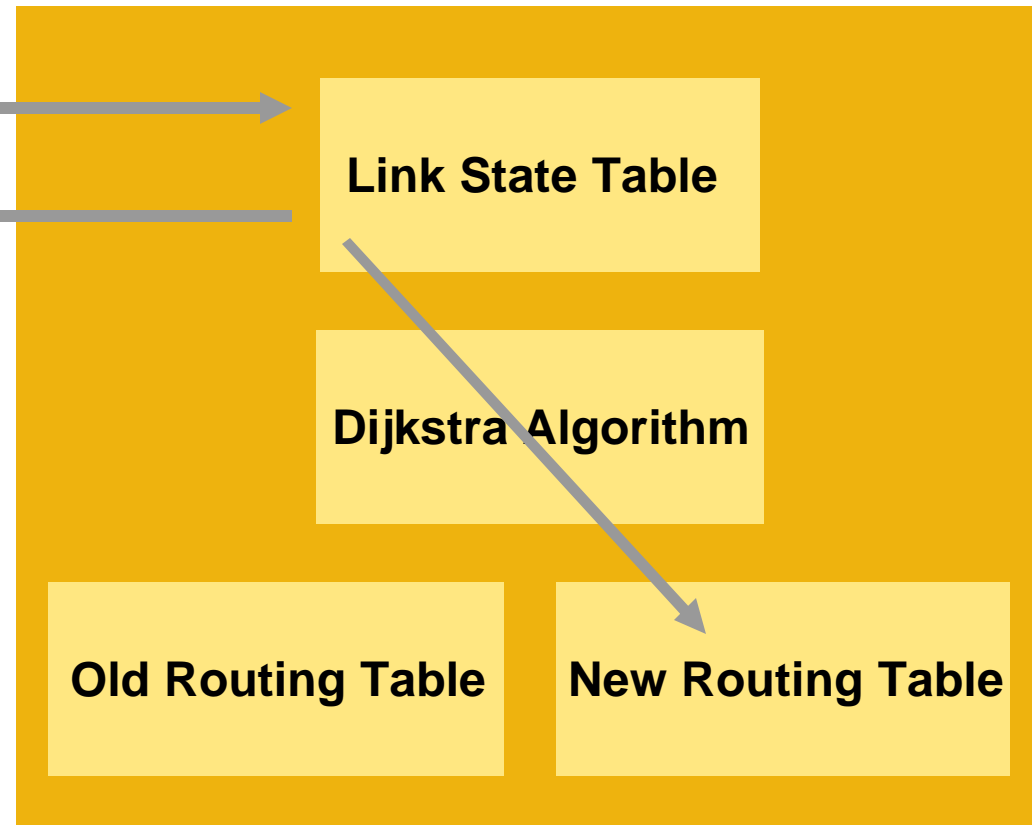 Link State Table
Dijkstra Algorithm
Old Routing Table
New Routing Table